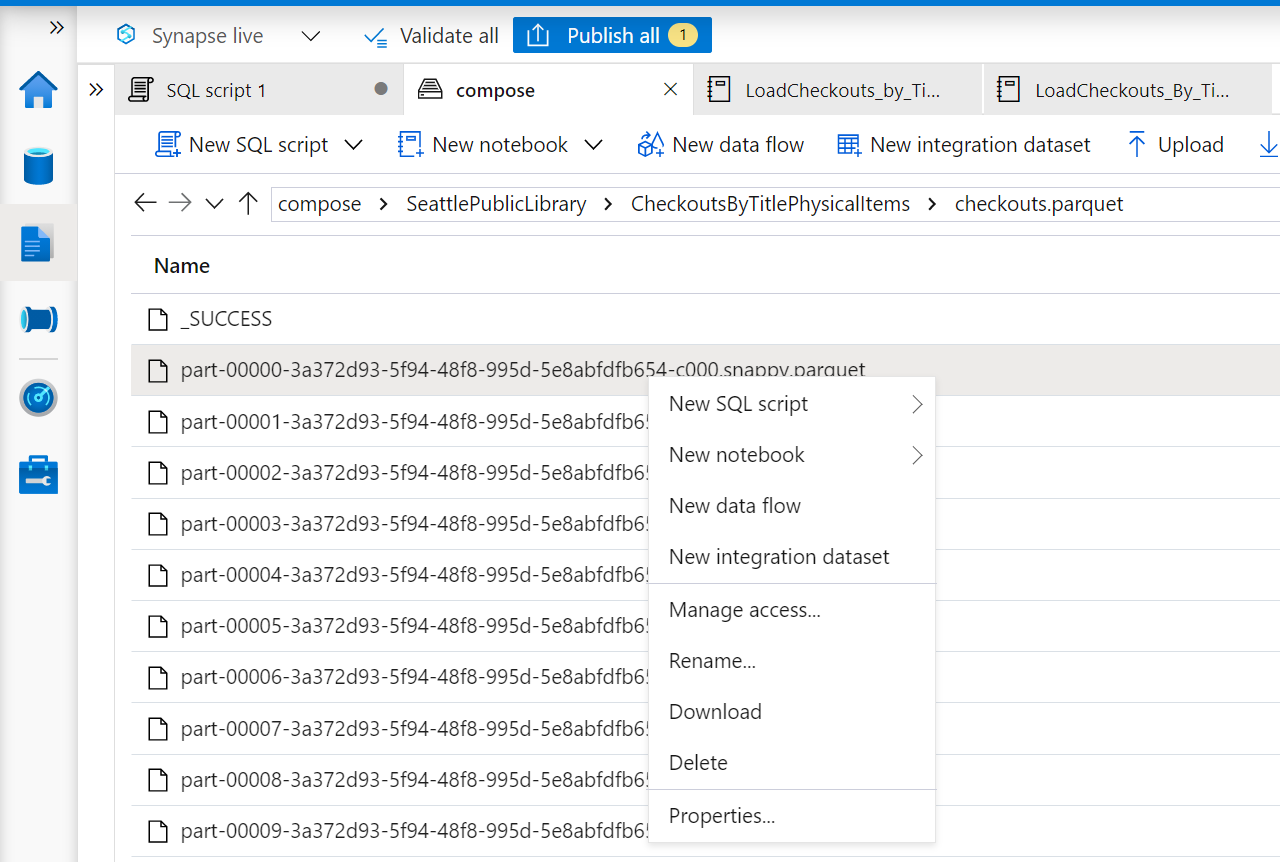 Synapse live Validate all Publish all 1
SQL script 1 compose LoadCheckouts_by_Ti... LoadCheckouts_By_Ti...
New SQL script New notebook New data flow New integration dataset Upload
compose > SeattlePublicLibrary > CheckoutsByTitlePhysicalItems > checkouts.parquet
Name
_SUCCESS
part-00000-3a372d93-5f94-48f8-995d-5e8abfdfb654-c000.snappy.parquet
part-00001-3a372d93-5f94-48f8-995d-5e8abfdfb65
part-00002-3a372d93-5f94-48f8-995d-5e8abfdfb65
part-00003-3a372d93-5f94-48f8-995d-5e8abfdfb65
part-00004-3a372d93-5f94-48f8-995d-5e8abfdfb65
part-00005-3a372d93-5f94-48f8-995d-5e8abfdfb65
part-00006-3a372d93-5f94-48f8-995d-5e8abfdfb65
part-00007-3a372d93-5f94-48f8-995d-5e8abfdfb65
part-00008-3a372d93-5f94-48f8-995d-5e8abfdfb65
part-00009-3a372d93-5f94-48f8-995d-5e8abfdfb65
New SQL script
New notebook
New data flow
New integration dataset
Manage access...
Rename...
Download
Delete
Properties...